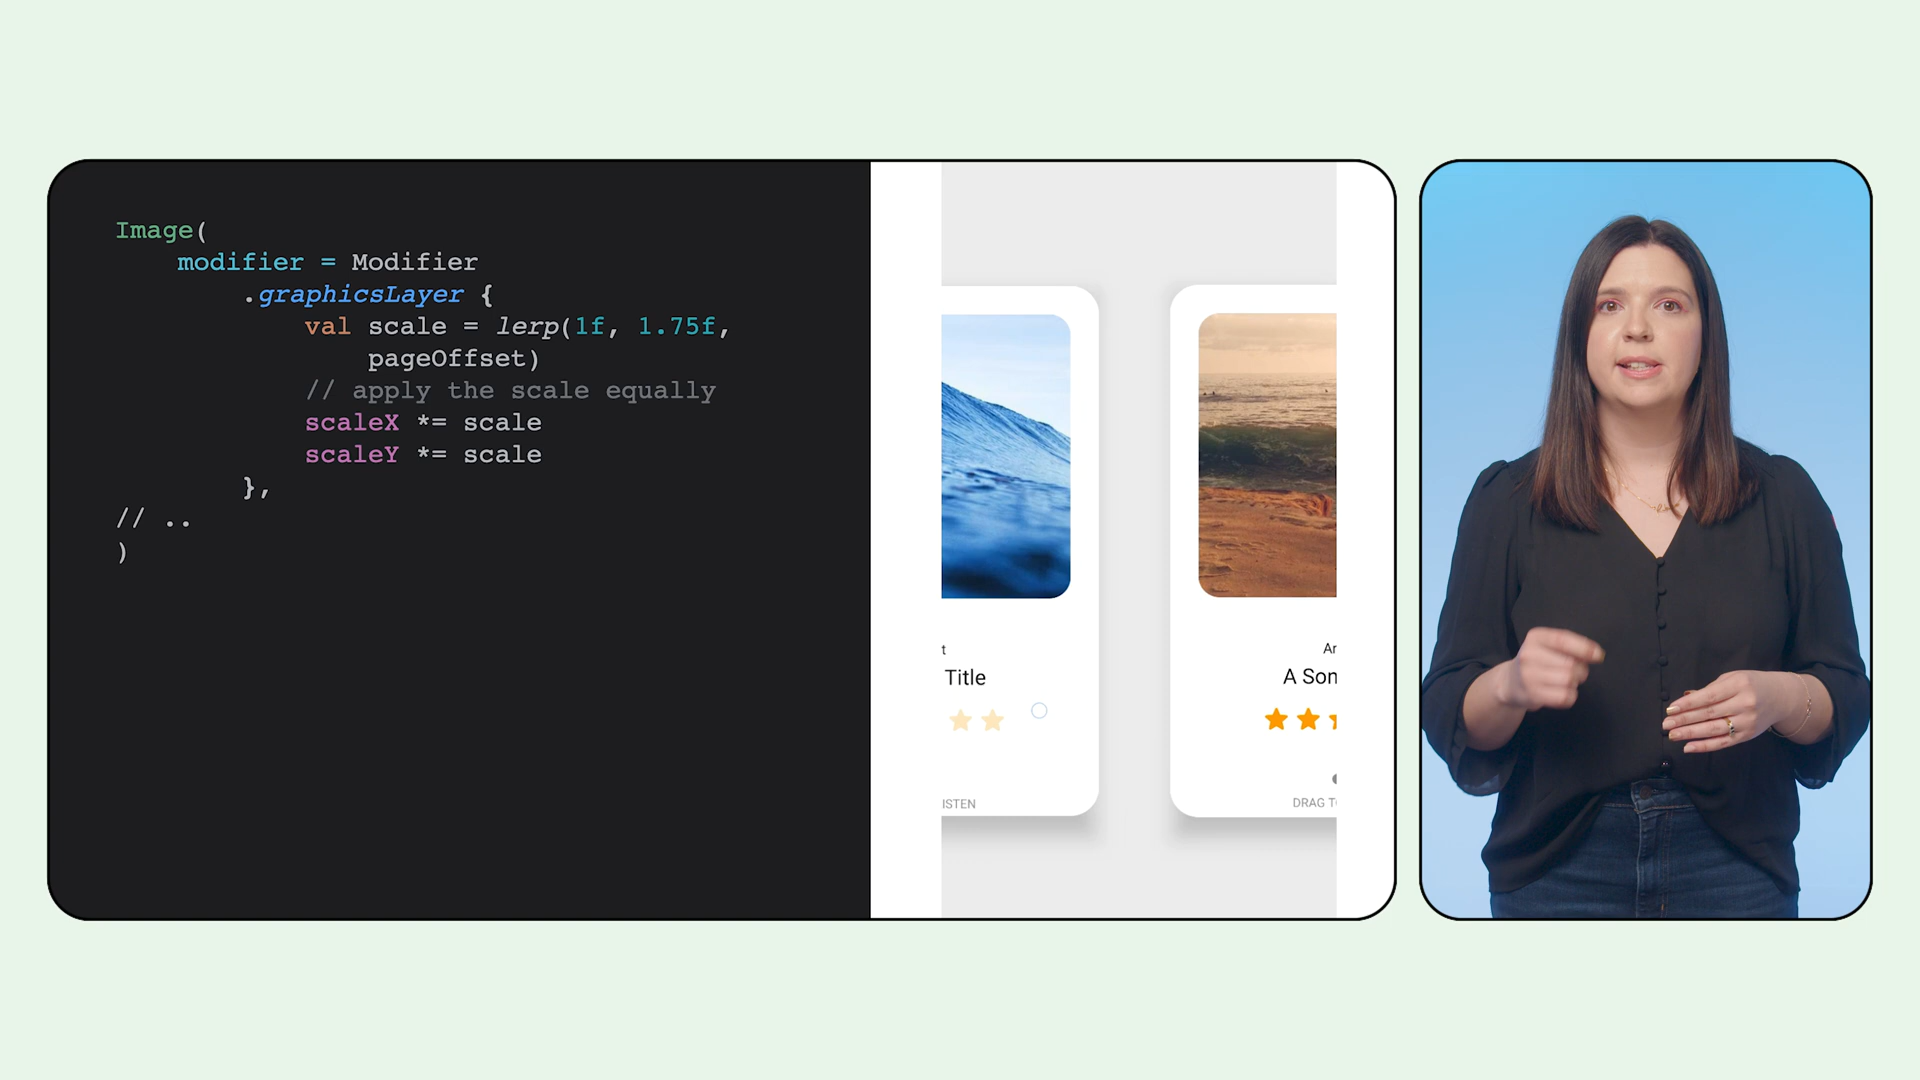 Image(
modifier = Modifier
.graphicsLayer {
val scale = lerp(1f, 1.75f,
pageOffset)
// apply the scale equally
scaleX *= scale
scaleY *= scale
},
// ..
)
t
Title
ISTEN
Ar
A Son
DRAG TO